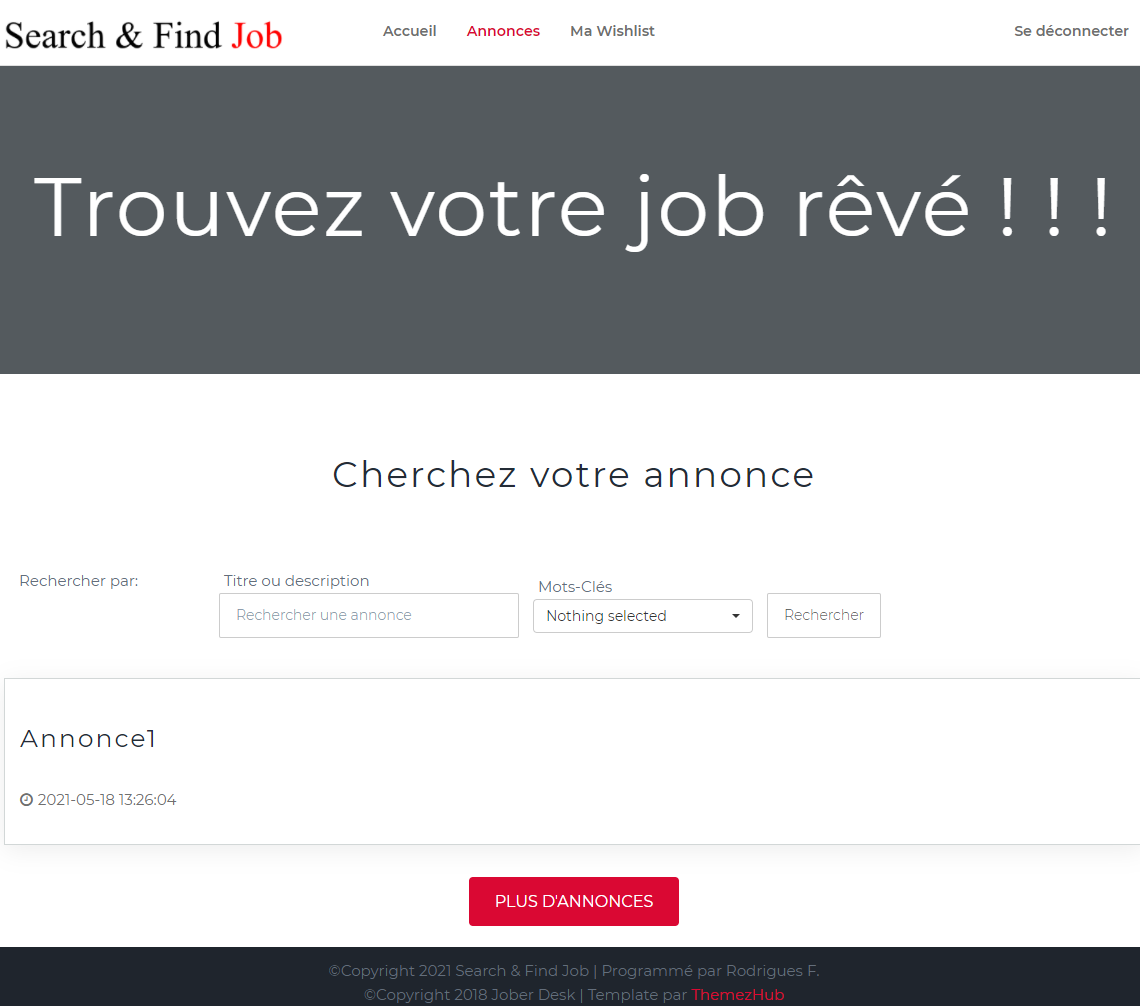 Search & Find Job
Accueil
Annonces
Ma Wishlist
Se déconnecter
Trouvez votre job rêvé ! ! !
Cherchez votre annonce
Rechercher par:
Titre ou description
Mots-Clés
Rechercher une annonce
Nothing selected
Rechercher
Annonce1
2021-05-18 13:26:04
PLUS D'ANNONCES
©Copyright 2021 Search & Find Job | Programmé par Rodrigues F.
©Copyright 2018 Jober Desk | Template par ThemezHub